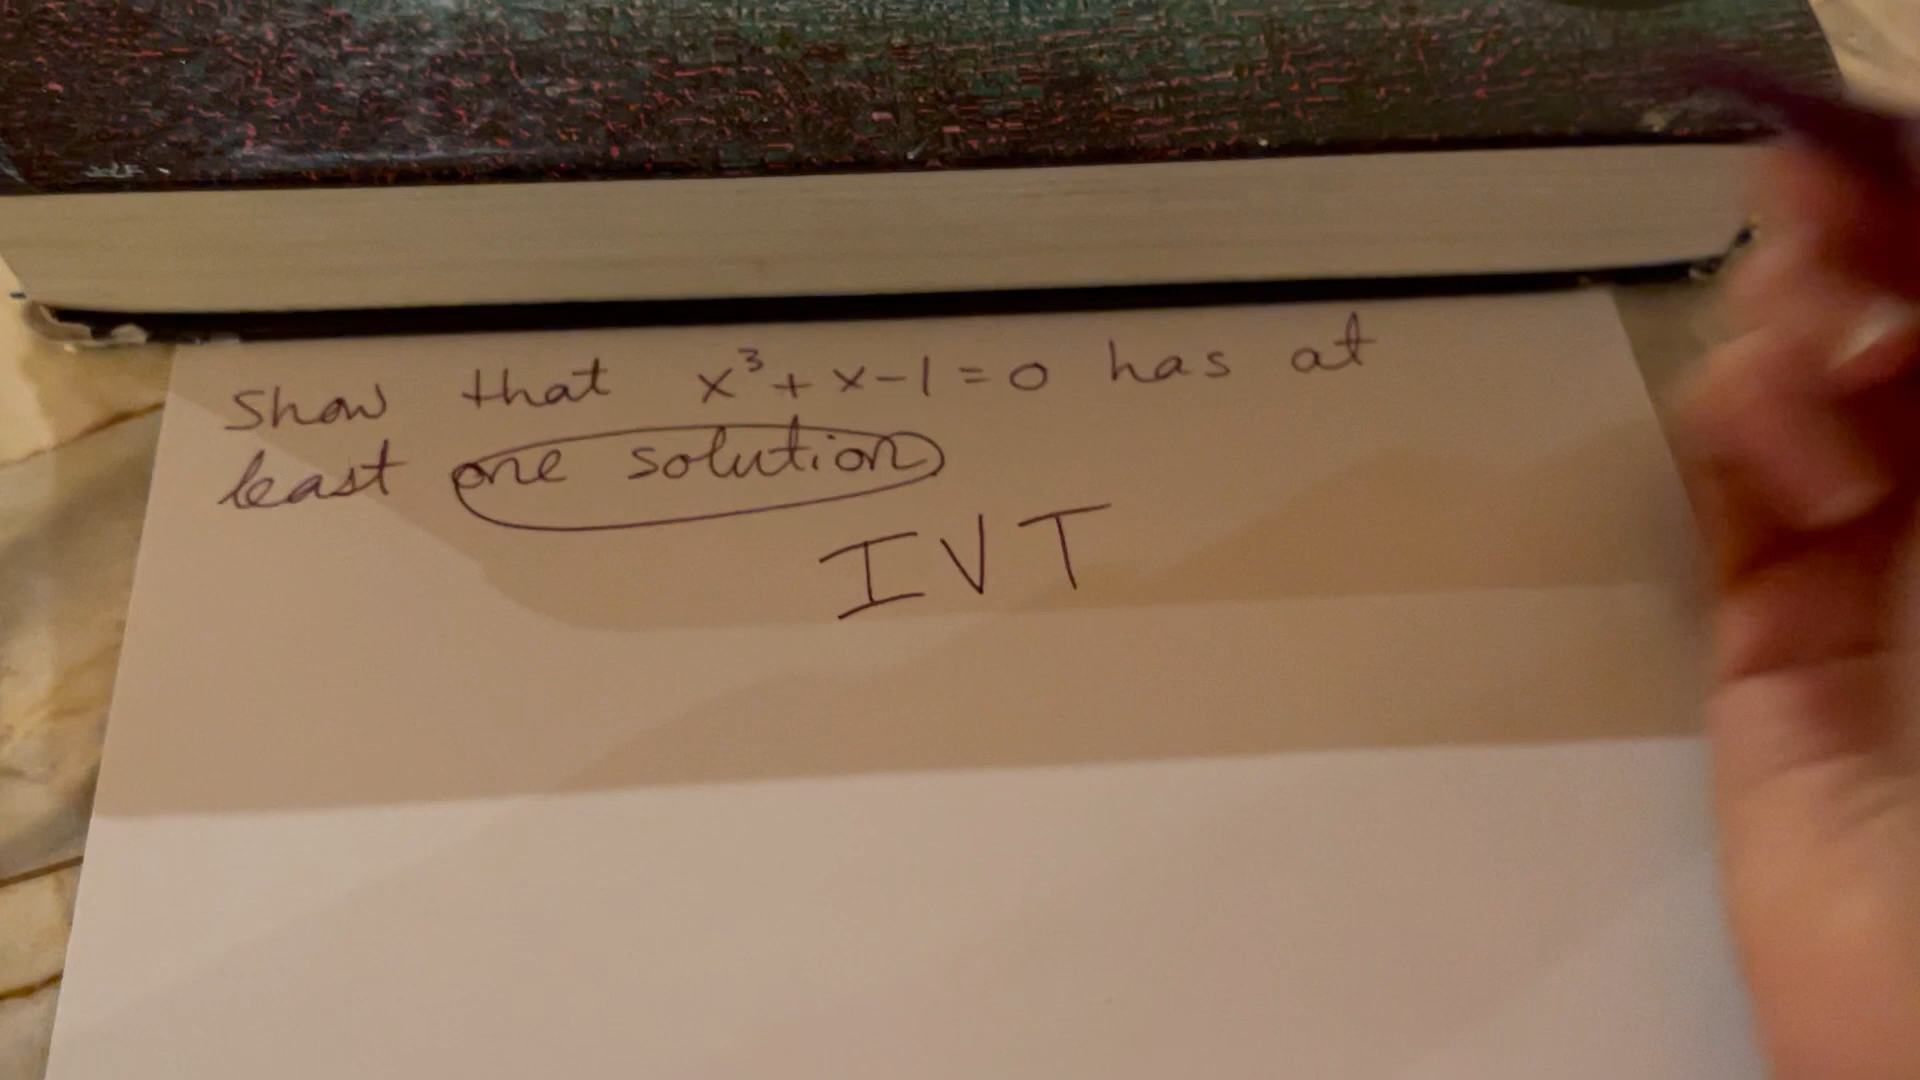 Show that x³ + x - 1 = 0 has at
least one solution
IVT